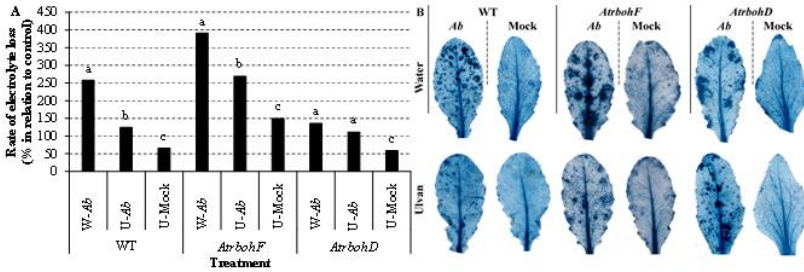 A
Rate of electrolyte loss
(% in relation to control)
450
400
350
300
250
200
150
100
50
0
a
b
c
a
b
c
a
a
c
W-Ab
U-Ab
U-Mock
W-Ab
U-Ab
U-Mock
W-Ab
U-Ab
U-Mock
WT
AtrbohF
AtrbohD
Treatment
B
WT
AtrbohF
AtrbohD
Ab
Mock
Ab
Mock
Ab
Mock
Water
Ulvan